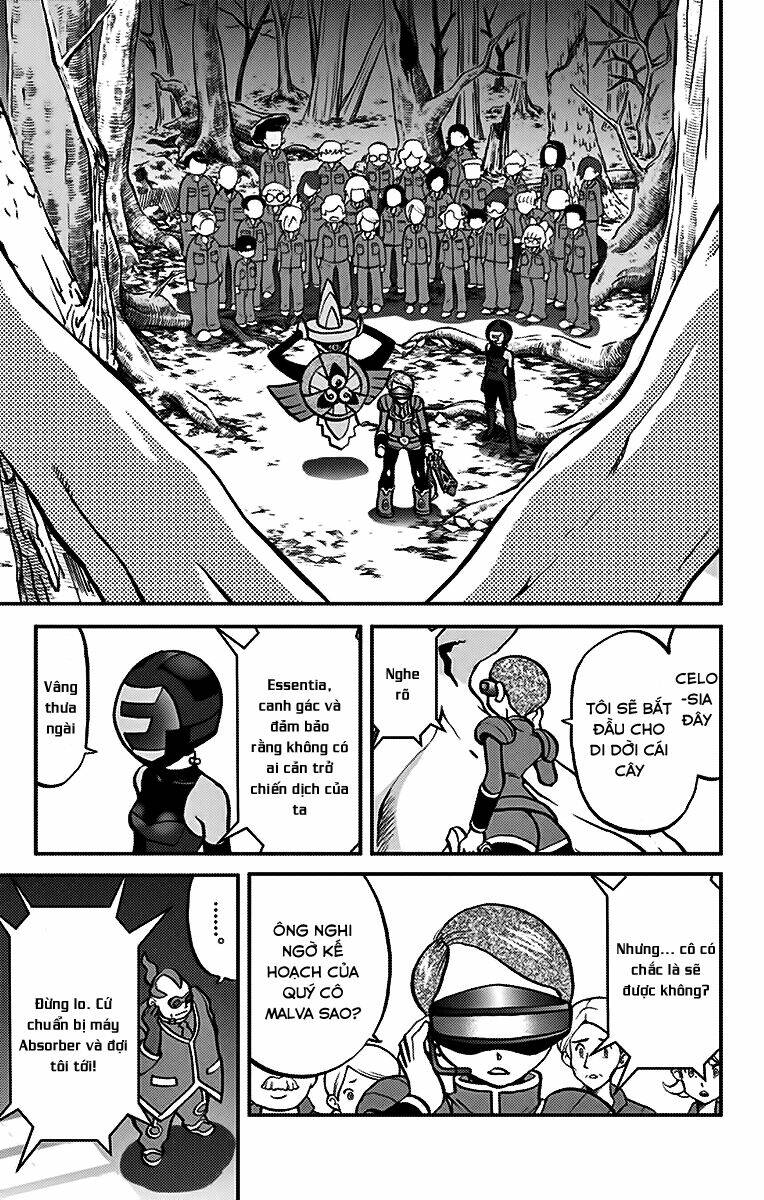 CELO
-SIA
ĐÂY
TÔI SẼ BẮT
ĐẦU CHO
DI DỜI CÁI
CÂY
Nghe
rõ
Essentia,
canh gác và
đảm bảo
rằng không có
ai cản trở
chiến dịch của
ta
Vâng
thưa
ngài
Nhưng... cô có
chắc là sẽ
được không?
ÔNG NGHI
NGỜ KẾ
HOẠCH CỦA
QUÝ CÔ
MALVA SAO?
......
Đừng lo. Cứ
chuẩn bị máy
Absorber và đợi
tôi tới!